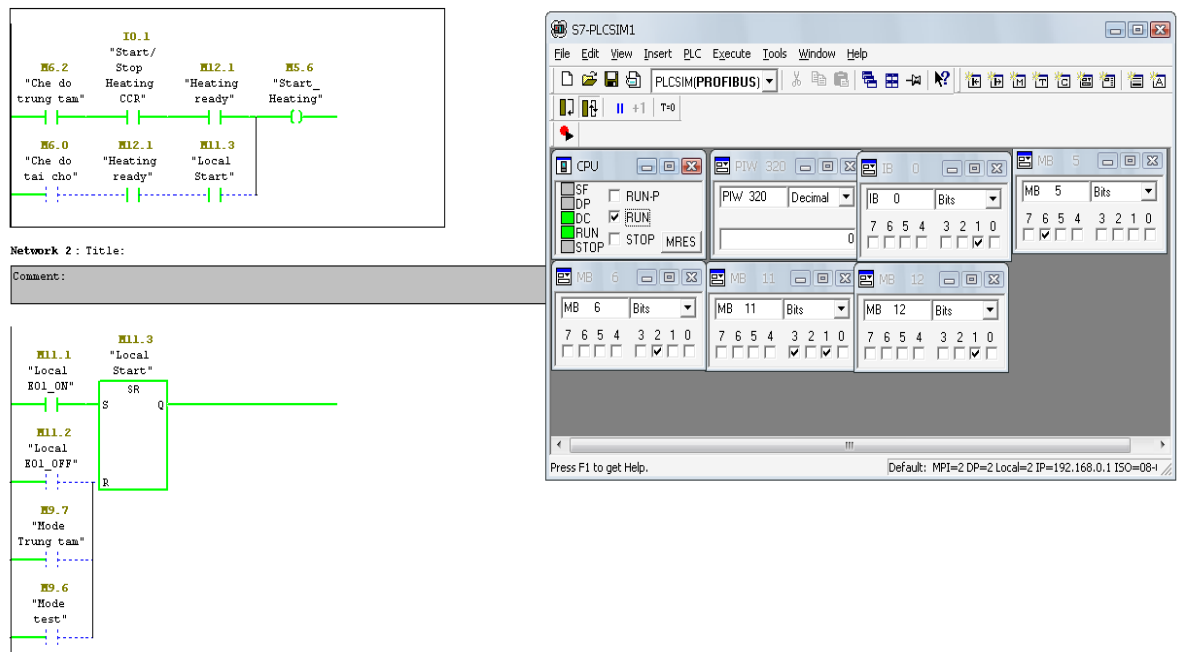 I0.1
"Start/
M6.2 Stop M12.1 M5.6
"Che do Heating "Heating "Start_
trung tam" CCR" ready" Heating"
M6.0 M12.1 M11.3
"Che do "Heating "Local
tai cho" ready" Start"
Network 2 : Title:
Comment:
M11.3
M11.1 "Local
"Local Start"
E01_ON" SR
S Q
M11.2
"Local
E01_OFF"
R
M9.7
"Mode
Trung tam"
M9.6
"Mode
test"
S7-PLCSIM1
File Edit View Insert PLC Execute Tools Window Help
PLCSIM(PROFIBUS)
+1 T=0
CPU
SF
DP
DC
RUN
STOP
RUN-P
RUN
STOP MRES
PIW 320
PIW 320 Decimal
0
IB 0
IB 0 Bits
7 6 5 4 3 2 1 0
MB 5
MB 5 Bits
7 6 5 4 3 2 1 0
MB 6
MB 6 Bits
7 6 5 4 3 2 1 0
MB 11
MB 11 Bits
7 6 5 4 3 2 1 0
MB 12
MB 12 Bits
7 6 5 4 3 2 1 0
Press F1 to get Help. Default: MPI=2 DP=2 Local=2 IP=192.168.0.1 ISO=08-